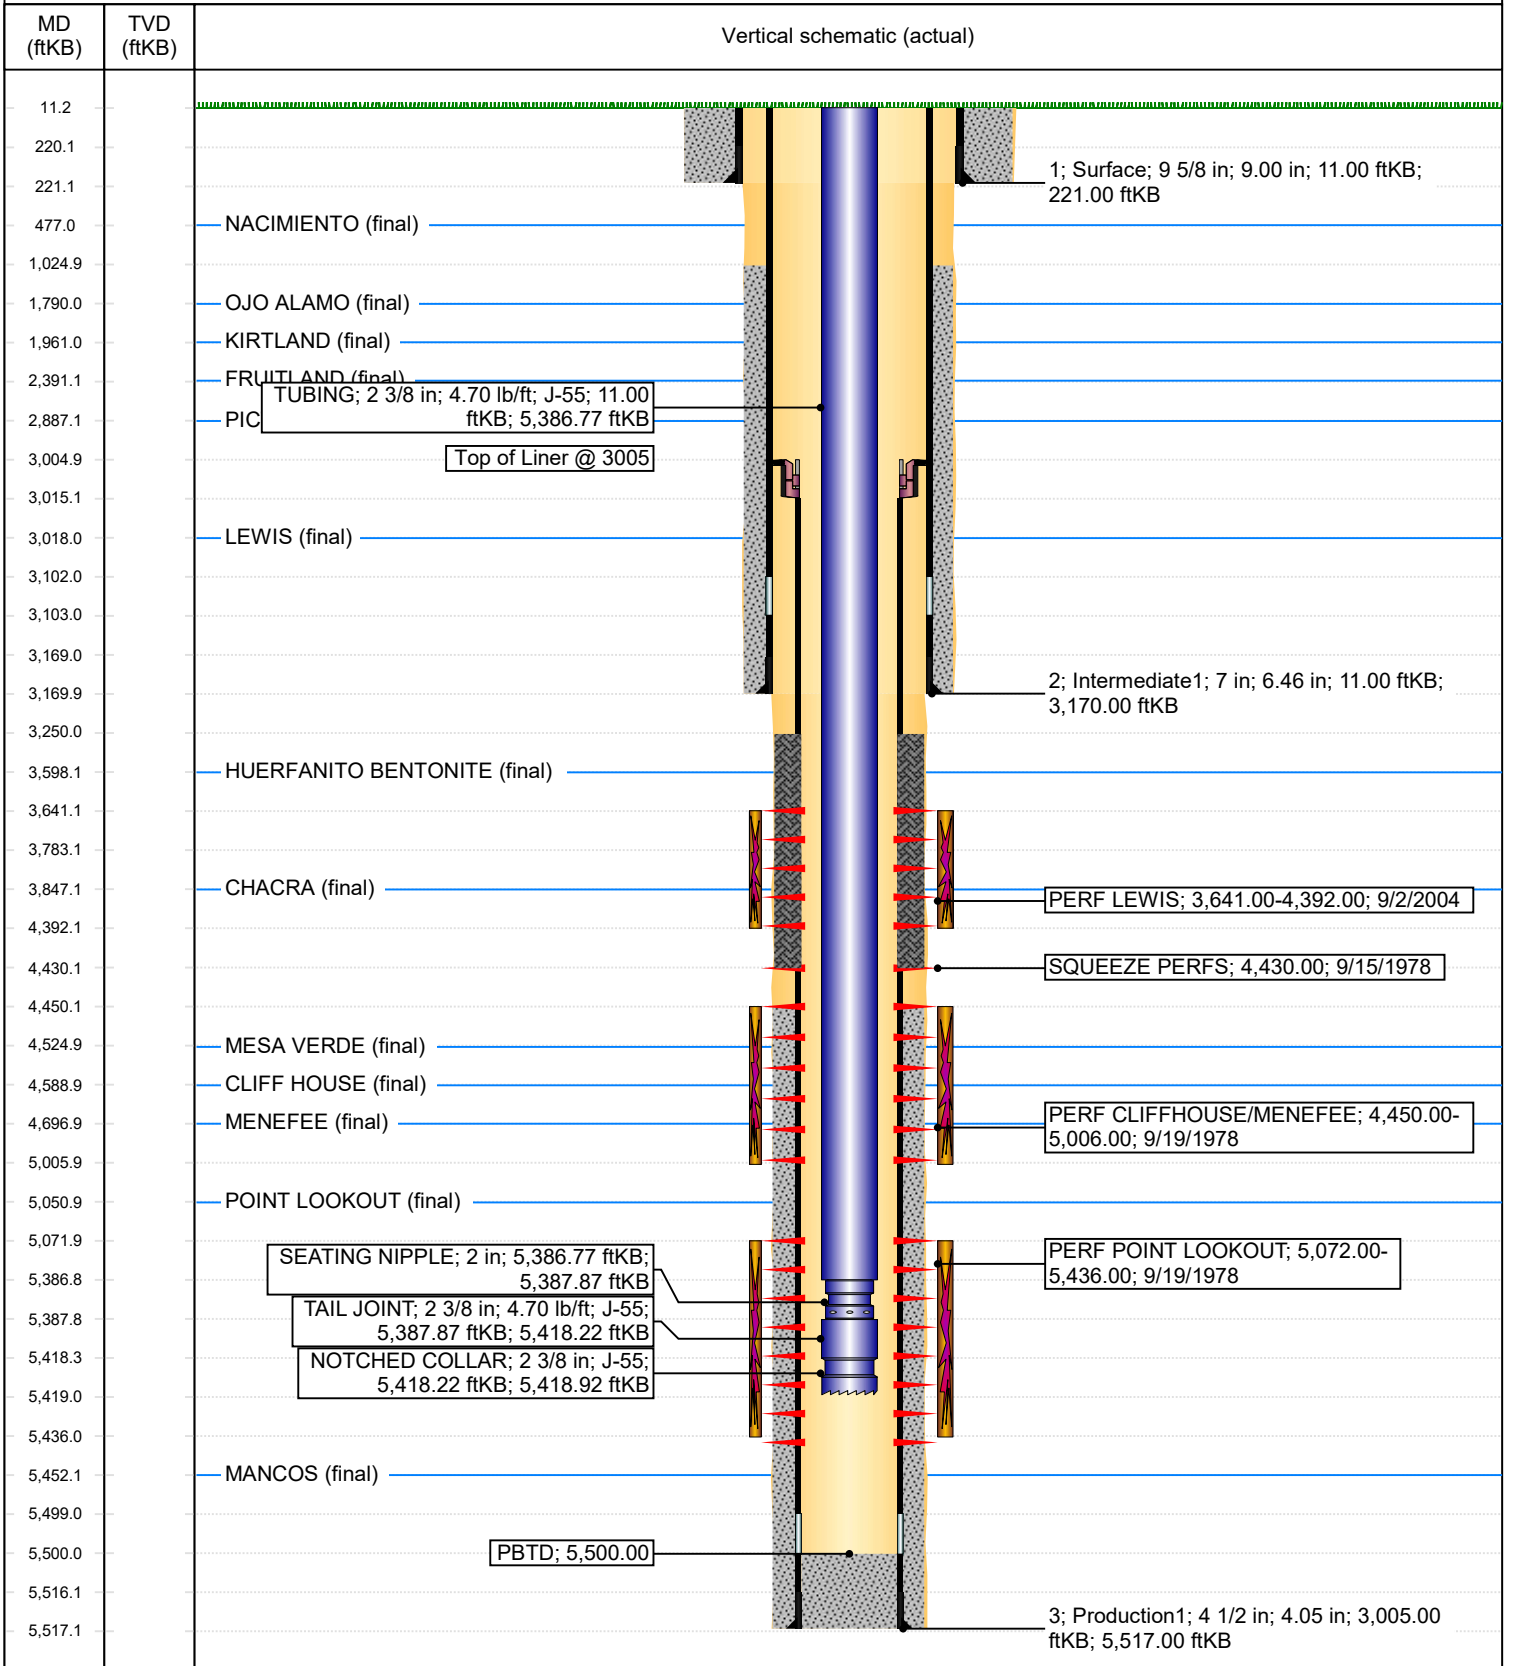 MD
(ftKB)
TVD
(ftKB)
Vertical schematic (actual)
11.2
220.1
1; Surface; 9 5/8 in; 9.00 in; 11.00 ftKB;
221.00 ftKB
221.1
477.0
NACIMIENTO (final)
1,024.9
1,790.0
OJO ALAMO (final)
1,961.0
KIRTLAND (final)
2,391.1
FRUITLAND (final)
TUBING; 2 3/8 in; 4.70 lb/ft; J-55; 11.00
ftKB; 5,386.77 ftKB
2,887.1
PIC
3,004.9
Top of Liner @ 3005
3,015.1
3,018.0
LEWIS (final)
3,102.0
3,103.0
3,169.0
3,169.9
2; Intermediate1; 7 in; 6.46 in; 11.00 ftKB;
3,170.00 ftKB
3,250.0
3,598.1
HUERFANITO BENTONITE (final)
3,641.1
3,783.1
3,847.1
CHACRA (final)
PERF LEWIS; 3,641.00-4,392.00; 9/2/2004
4,392.1
4,430.1
SQUEEZE PERFS; 4,430.00; 9/15/1978
4,450.1
4,524.9
MESA VERDE (final)
4,588.9
CLIFF HOUSE (final)
4,696.9
MENEFEE (final)
PERF CLIFFHOUSE/MENEFEE; 4,450.00-
5,006.00; 9/19/1978
5,005.9
5,050.9
POINT LOOKOUT (final)
5,071.9
PERF POINT LOOKOUT; 5,072.00-
5,436.00; 9/19/1978
SEATING NIPPLE; 2 in; 5,386.77 ftKB;
5,387.87 ftKB
5,386.8
TAIL JOINT; 2 3/8 in; 4.70 lb/ft; J-55;
5,387.87 ftKB; 5,418.22 ftKB
5,387.8
NOTCHED COLLAR; 2 3/8 in; J-55;
5,418.22 ftKB; 5,418.92 ftKB
5,418.3
5,419.0
5,436.0
5,452.1
MANCOS (final)
5,499.0
5,500.0
PBTD; 5,500.00
5,516.1
5,517.1
3; Production1; 4 1/2 in; 4.05 in; 3,005.00
ftKB; 5,517.00 ftKB